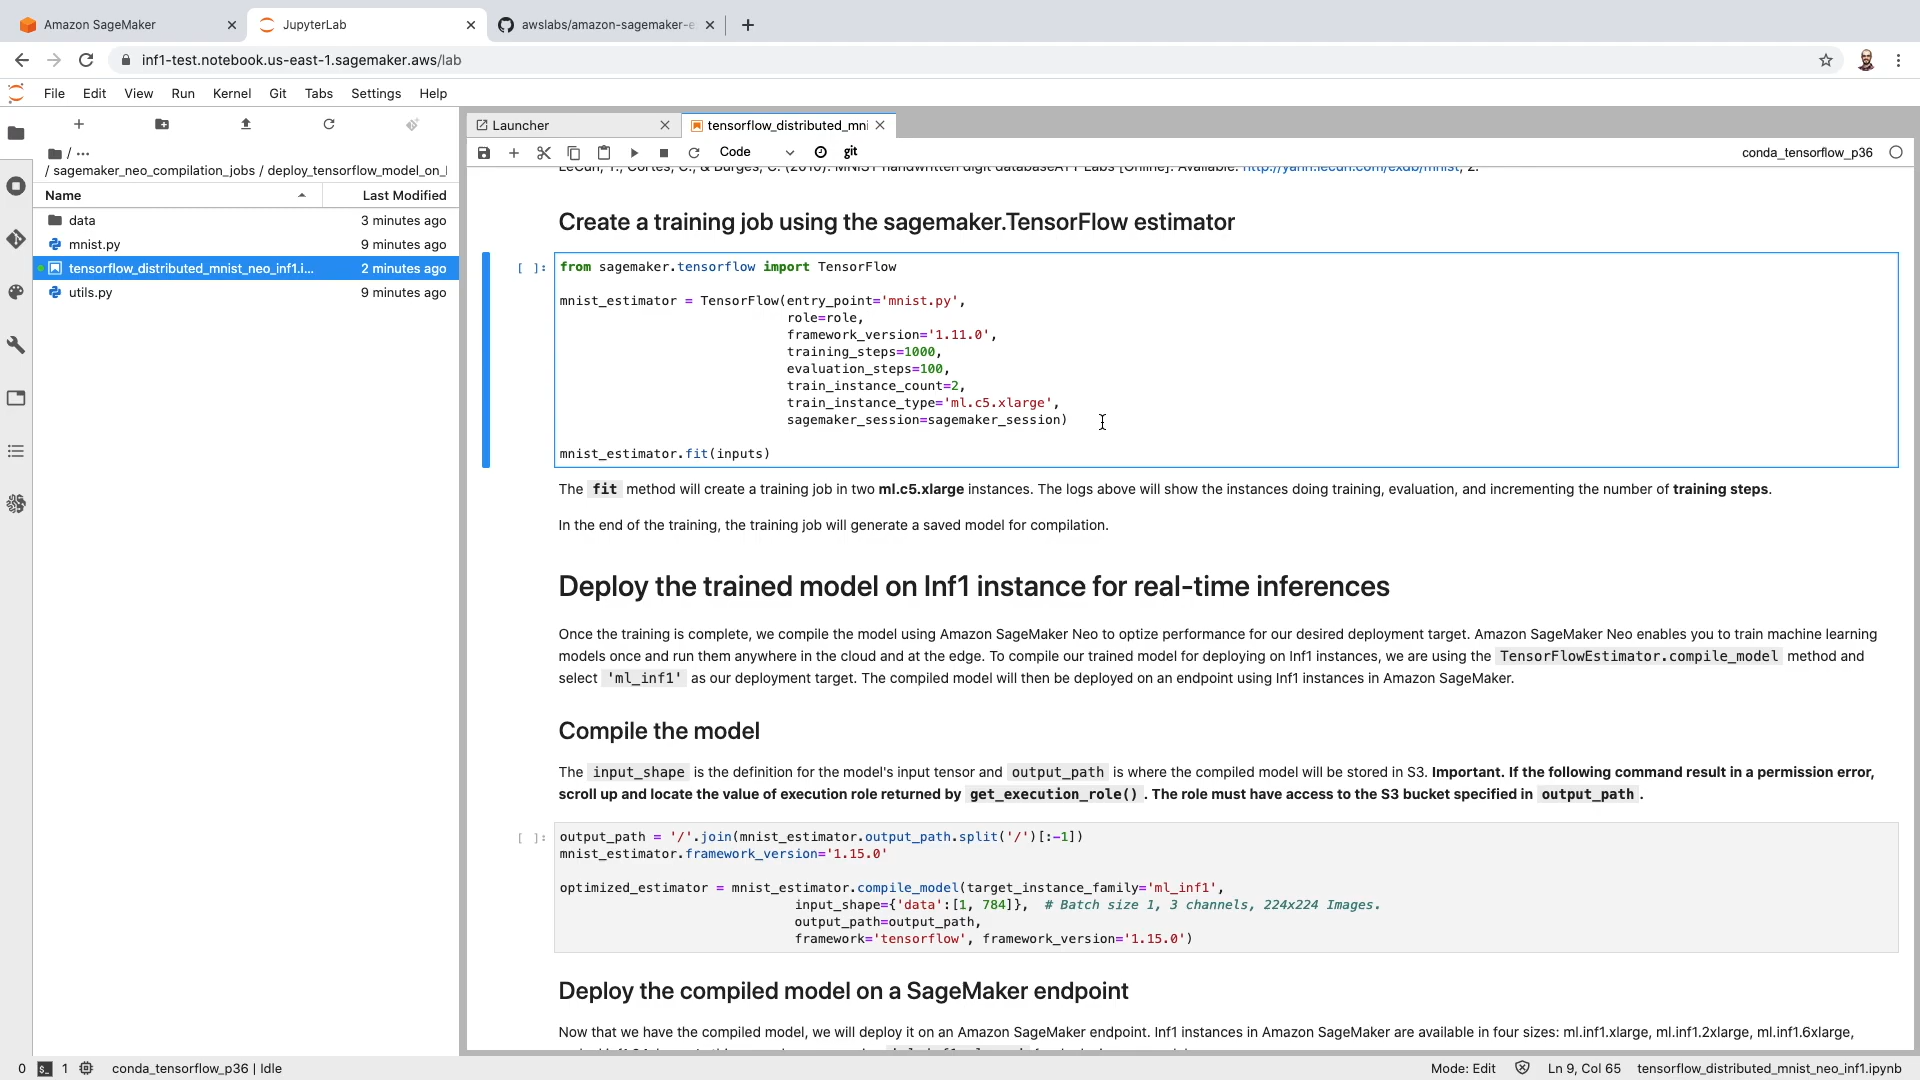 Amazon SageMaker
JupyterLab
awslabs/amazon-sagemaker-e
inf1-test.notebook.us-east-1.sagemaker.aws/lab
File Edit View Run Kernel Git Tabs Settings Help
/ ...
/ sagemaker_neo_compilation_jobs / deploy_tensorflow_model_on_
Name Last Modified
data 3 minutes ago
mnist.py 9 minutes ago
tensorflow_distributed_mnist_neo_inf1.i... 2 minutes ago
utils.py 9 minutes ago
Launcher
tensorflow_distributed_mni
Code git conda_tensorflow_p36
LeCun, Y., Cortes, C., & Burges, C. (2010). MNIST handwritten digit databaseATT Labs [Online]. Available: http://yann.lecun.com/exdb/mnist, 2.
Create a training job using the sagemaker.TensorFlow estimator
[ ]: from sagemaker.tensorflow import TensorFlow
mnist_estimator = TensorFlow(entry_point='mnist.py',
role=role,
framework_version='1.11.0',
training_steps=1000,
evaluation_steps=100,
train_instance_count=2,
train_instance_type='ml.c5.xlarge',
sagemaker_session=sagemaker_session)
mnist_estimator.fit(inputs)
The fit method will create a training job in two ml.c5.xlarge instances. The logs above will show the instances doing training, evaluation, and incrementing the number of training steps.
In the end of the training, the training job will generate a saved model for compilation.
Deploy the trained model on Inf1 instance for real-time inferences
Once the training is complete, we compile the model using Amazon SageMaker Neo to optize performance for our desired deployment target. Amazon SageMaker Neo enables you to train machine learning
models once and run them anywhere in the cloud and at the edge. To compile our trained model for deploying on Inf1 instances, we are using the TensorFlowEstimator.compile_model method and
select 'ml_inf1' as our deployment target. The compiled model will then be deployed on an endpoint using Inf1 instances in Amazon SageMaker.
Compile the model
The input_shape is the definition for the model's input tensor and output_path is where the compiled model will be stored in S3. Important. If the following command result in a permission error,
scroll up and locate the value of execution role returned by get_execution_role() . The role must have access to the S3 bucket specified in output_path .
[ ]: output_path = '/'.join(mnist_estimator.output_path.split('/')[:-1])
mnist_estimator.framework_version='1.15.0'
optimized_estimator = mnist_estimator.compile_model(target_instance_family='ml_inf1',
input_shape={'data':[1, 784]}, # Batch size 1, 3 channels, 224x224 Images.
output_path=output_path,
framework='tensorflow', framework_version='1.15.0')
Deploy the compiled model on a SageMaker endpoint
Now that we have the compiled model, we will deploy it on an Amazon SageMaker endpoint. Inf1 instances in Amazon SageMaker are available in four sizes: ml.inf1.xlarge, ml.inf1.2xlarge, ml.inf1.6xlarge,
0 1 conda_tensorflow_p36 | Idle Mode: Edit Ln 9, Col 65 tensorflow_distributed_mnist_neo_inf1.ipynb